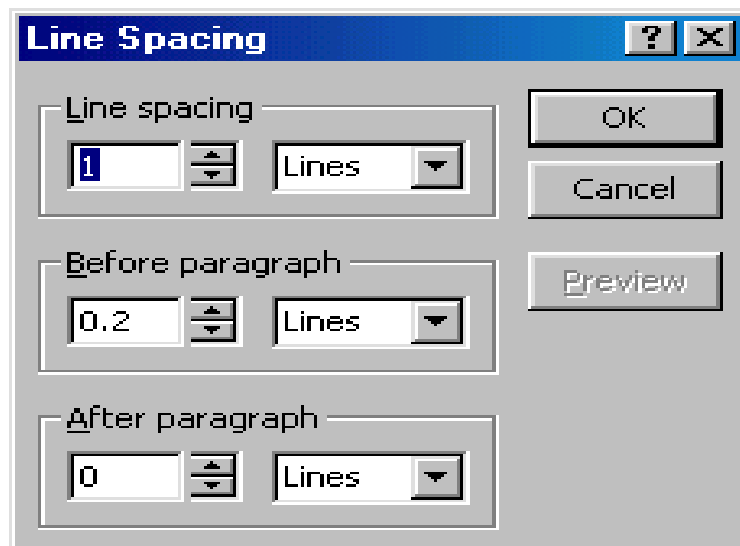 Line Spacing
Line spacing
1 Lines
OK
Cancel
Before paragraph
0.2 Lines
Preview
After paragraph
0 Lines